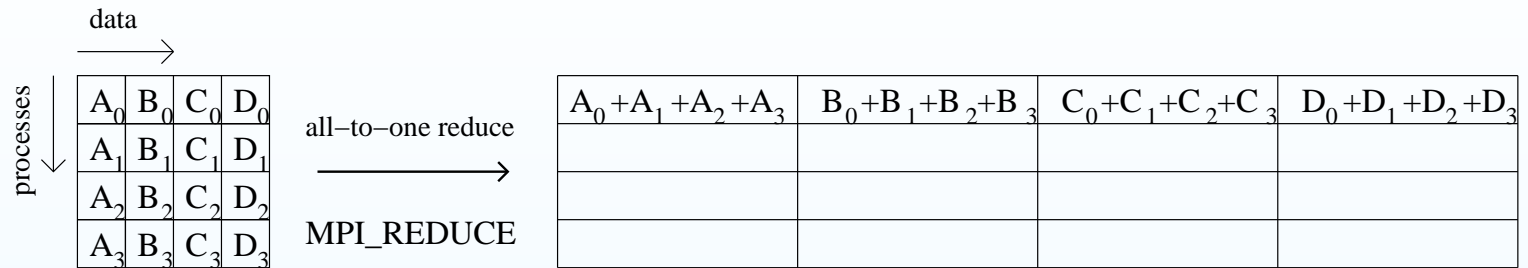 data
processes
A₀ B₀ C₀ D₀
A₁ B₁ C₁ D₁
A₂ B₂ C₂ D₂
A₃ B₃ C₃ D₃
all−to−one reduce
MPI_REDUCE
A₀+A₁+A₂+A₃ B₀+B₁+B₂+B₃ C₀+C₁+C₂+C₃ D₀+D₁+D₂+D₃